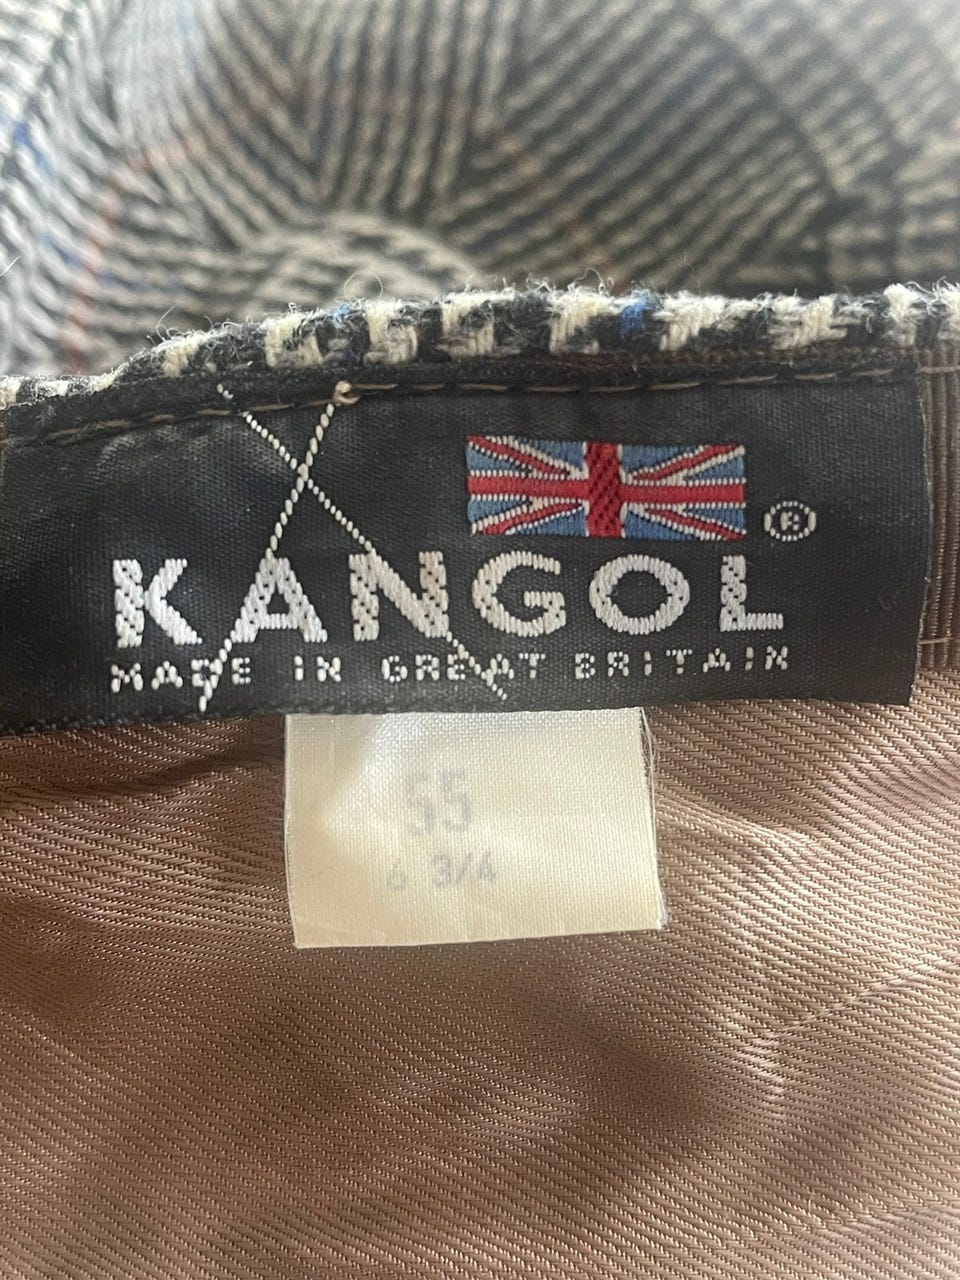 ®
KANGOL
MADE IN GREAT BRITAIN
55
6 3/4